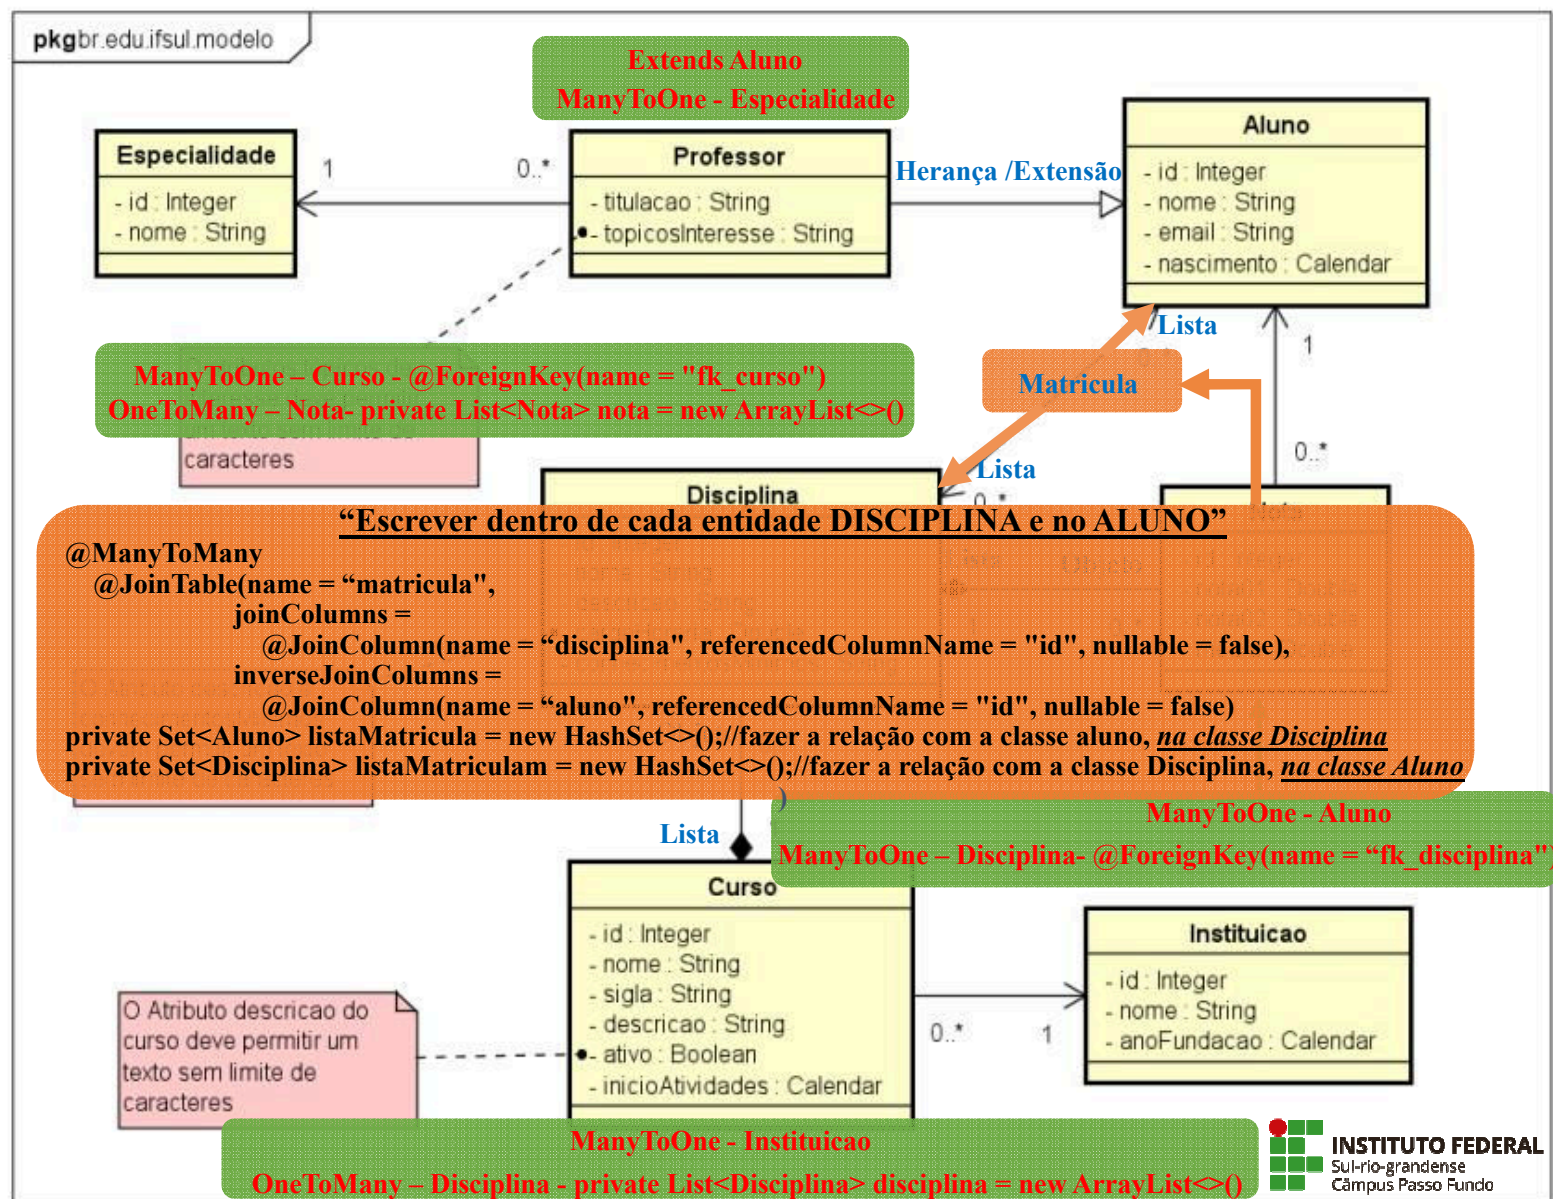 pkgbr.edu.ifsul.modelo
Extends Aluno
ManyToOne - Especialidade
Especialidade
- id : Integer
- nome : String
1
0..*
Professor
- titulacao : String
- topicosInteresse : String
Herança /Extensão
Aluno
- id : Integer
- nome : String
- email : String
- nascimento : Calendar
Lista
1
ManyToOne – Curso - @ForeignKey(name = "fk_curso")
OneToMany – Nota- private List<Nota> nota = new ArrayList<>()
caracteres
Matricula
0..*
Lista
0..*
Disciplina
“Escrever dentro de cada entidade DISCIPLINA e no ALUNO”
@ManyToMany
@JoinTable(name = “matricula",
joinColumns =
@JoinColumn(name = “disciplina", referencedColumnName = "id", nullable = false),
inverseJoinColumns =
@JoinColumn(name = “aluno", referencedColumnName = "id", nullable = false)
private Set<Aluno> listaMatricula = new HashSet<>();//fazer a relação com a classe aluno, na classe Disciplina
private Set<Disciplina> listaMatriculam = new HashSet<>();//fazer a relação com a classe Disciplina, na classe Aluno
)
ManyToOne - Aluno
ManyToOne – Disciplina- @ForeignKey(name = “fk_disciplina")
Lista
Curso
- id : Integer
- nome : String
- sigla : String
- descricao : String
- ativo : Boolean
- inicioAtividades : Calendar
0..*
1
Instituicao
- id : Integer
- nome : String
- anoFundacao : Calendar
O Atributo descricao do
curso deve permitir um
texto sem limite de
caracteres
ManyToOne - Instituicao
OneToMany – Disciplina - private List<Disciplina> disciplina = new ArrayList<>()
INSTITUTO FEDERAL
Sul-rio-grandense
Câmpus Passo Fundo